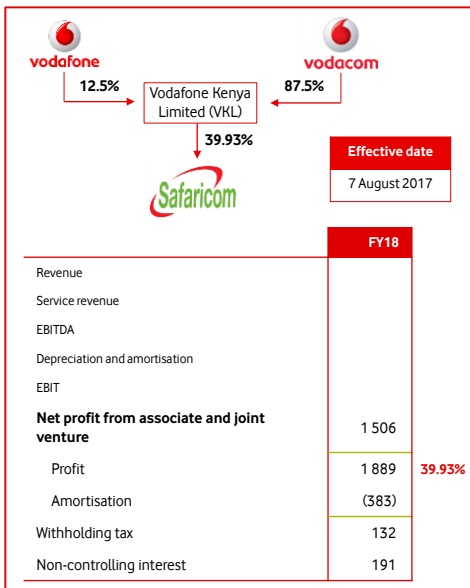 vodafone
vodacom
12.5%
87.5%
Vodafone Kenya
Limited (VKL)
39.93%
Safaricom
Effective date
7 August 2017
FY18
Revenue
Service revenue
EBITDA
Depreciation and amortisation
EBIT
Net profit from associate and joint
venture 1 506
Profit 1 889 39.93%
Amortisation (383)
Withholding tax 132
Non-controlling interest 191